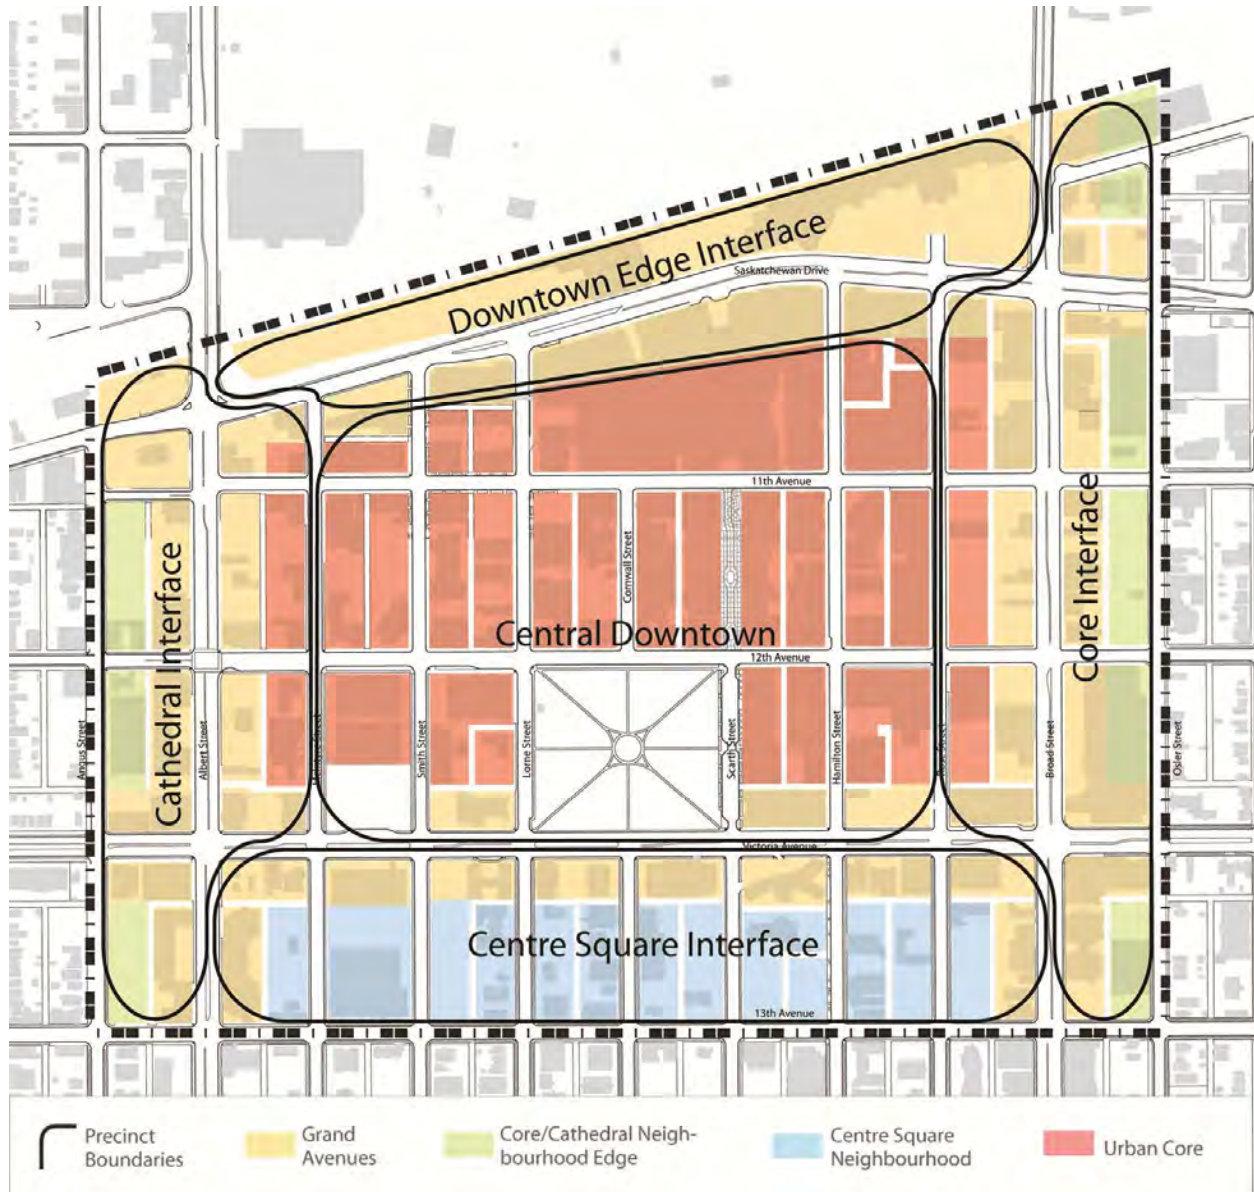 Downtown Edge Interface
Saskatchewan Drive
11th Avenue
Cornwall Street
Central Downtown
12th Avenue
Cathedral Interface
Core Interface
Angus Street
Albert Street
Smith Street
Lorne Street
Scarth Street
Hamilton Street
Broad Street
Osler Street
Victoria Avenue
Centre Square Interface
13th Avenue
Precinct
Boundaries
Grand
Avenues
Core/Cathedral Neigh-
bourhood Edge
Centre Square
Neighbourhood
Urban Core